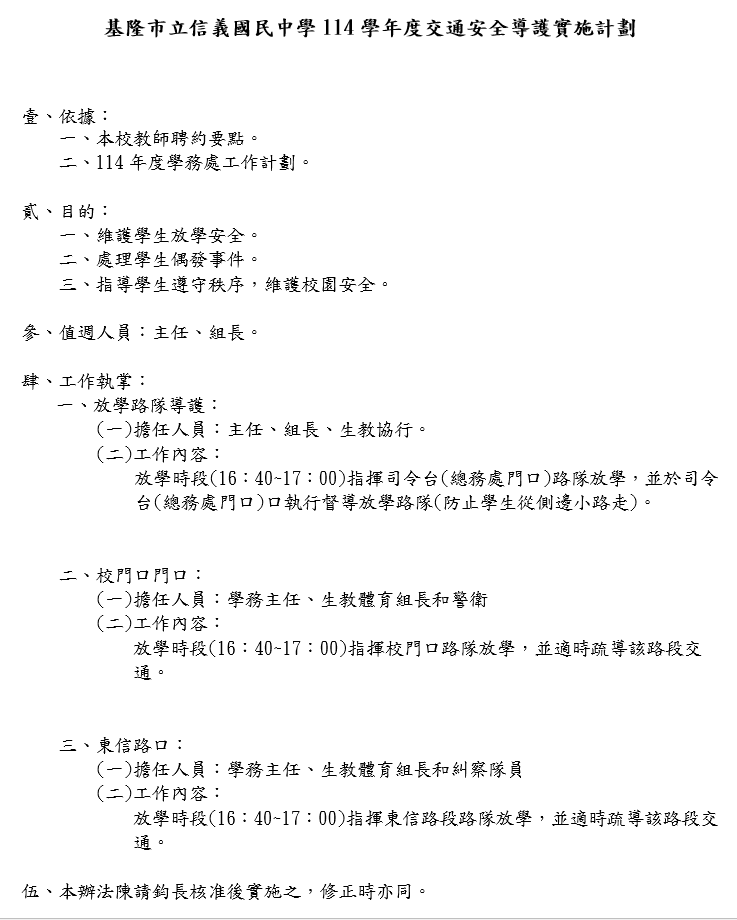 基隆市立信義國民中學 114 學年度交通安全導護實施計劃
壹、依據：
一、本校教師聘約要點。
二、114 年度學務處工作計劃。
貳、目的：
一、維護學生放學安全。
二、處理學生偶發事件。
三、指導學生遵守秩序，維護校園安全。
參、值週人員：主任、組長。
肆、工作執掌：
一、放學路隊導護：
(一)擔任人員：主任、組長、生教協行。
(二)工作內容：
放學時段(16：40~17：00)指揮司令台(總務處門口)路隊放學，並於司令
台(總務處門口)口執行督導放學路隊(防止學生從側邊小路走)。
二、校門口門口：
(一)擔任人員：學務主任、生教體育組長和警衛
(二)工作內容：
放學時段(16：40~17：00)指揮校門口路隊放學，並適時疏導該路段交
通。
三、東信路口：
(一)擔任人員：學務主任、生教體育組長和糾察隊員
(二)工作內容：
放學時段(16：40~17：00)指揮東信路段路隊放學，並適時疏導該路段交
通。
伍、本辦法陳請鈞長核准後實施之，修正時亦同。